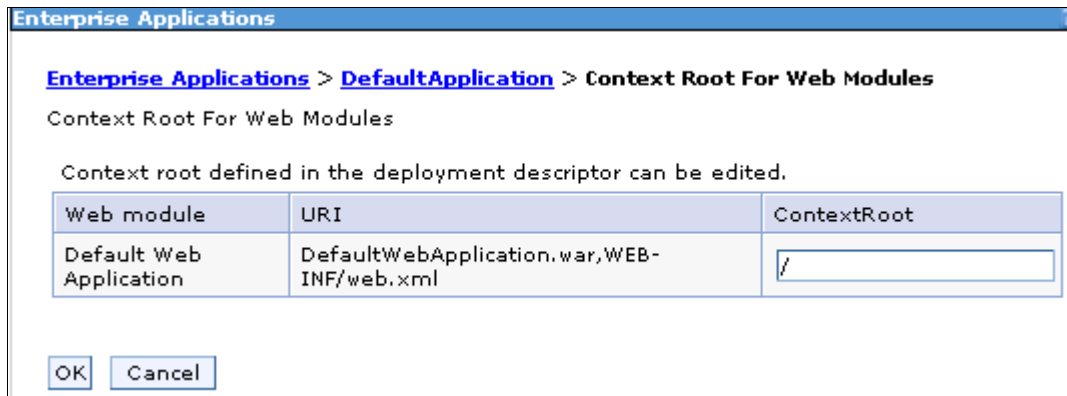 Enterprise Applications
Enterprise Applications > DefaultApplication > Context Root For Web Modules
Context Root For Web Modules
Context root defined in the deployment descriptor can be edited.
Web module URI ContextRoot
Default Web Application DefaultWebApplication.war,WEB-INF/web.xml /
OK Cancel